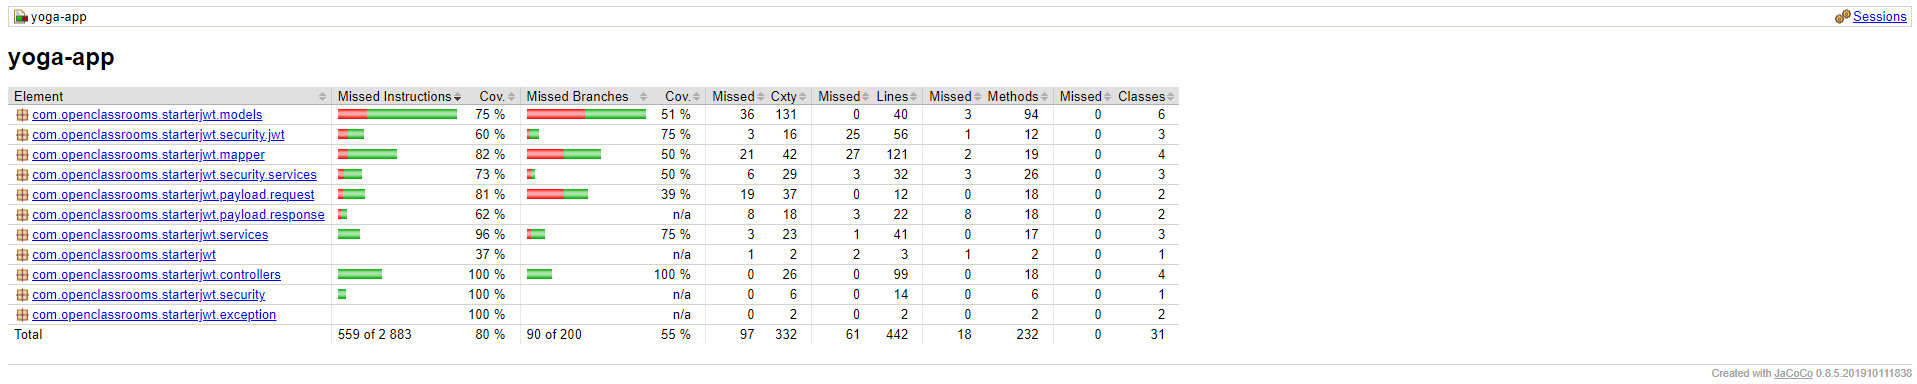 yoga-app Sessions
yoga-app
Element Missed Instructions Cov. Missed Branches Cov. Missed Cxty Missed Lines Missed Methods Missed Classes
com.openclassrooms.starterjwt.models 75 % 51 % 36 131 0 40 3 94 0 6
com.openclassrooms.starterjwt.security.jwt 60 % 75 % 3 16 25 56 1 12 0 3
com.openclassrooms.starterjwt.mapper 82 % 50 % 21 42 27 121 2 19 0 4
com.openclassrooms.starterjwt.security.services 73 % 50 % 6 29 3 32 3 26 0 3
com.openclassrooms.starterjwt.payload.request 81 % 39 % 19 37 0 12 0 18 0 2
com.openclassrooms.starterjwt.payload.response 62 % n/a 8 18 3 22 8 18 0 2
com.openclassrooms.starterjwt.services 96 % 75 % 3 23 1 41 0 17 0 3
com.openclassrooms.starterjwt 37 % n/a 1 2 2 3 1 2 0 1
com.openclassrooms.starterjwt.controllers 100 % 100 % 0 26 0 99 0 18 0 4
com.openclassrooms.starterjwt.security 100 % n/a 0 6 0 14 0 6 0 1
com.openclassrooms.starterjwt.exception 100 % n/a 0 2 0 2 0 2 0 2
Total 559 of 2 883 80 % 90 of 200 55 % 97 332 61 442 18 232 0 31
Created with JaCoCo 0.8.5.201910111838